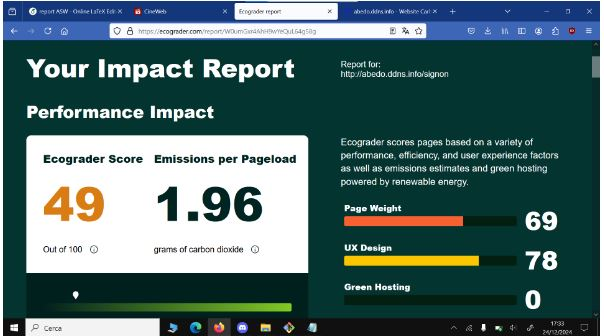 report ASW - Online LaTeX Edit
CineWeb
Ecograder report
abedo.ddns.info - Website Carl
https://ecograder.com/report/
Your Impact Report
Report for:
http://abedo.ddns.info/signon
Performance Impact
Ecograder scores pages based on a variety of
performance, efficiency, and user experience factors
as well as emissions estimates and green hosting
powered by renewable energy.
Ecograder Score
Emissions per Pageload
49
1.96
Out of 100
grams of carbon dioxide
Page Weight
69
UX Design
78
Green Hosting
0
Cerca
17:33
24/12/2024